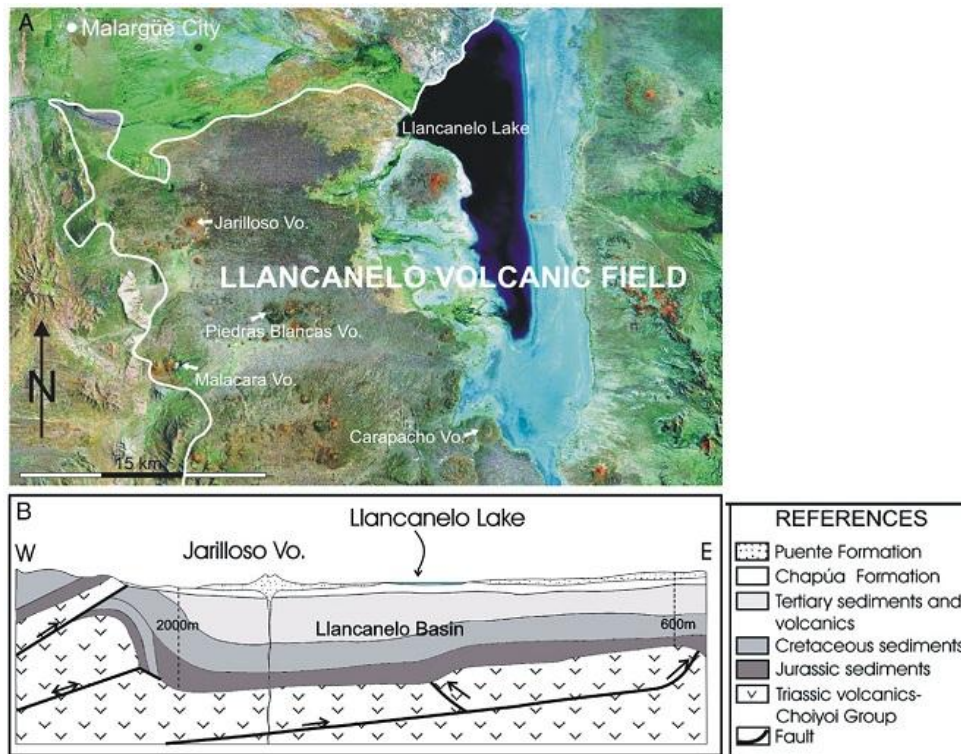 A
Malargüe City
Llancanelo Lake
Jarilloso Vo.
LLANCANELO VOLCANIC FIELD
Piedras Blancas Vo.
Malacara Vo.
N
Carapacho Vo.
15 km
B
Llancanelo Lake
W
Jarilloso Vo.
E
2000m
Llancanelo Basin
600m
REFERENCES
Puente Formation
Chapúa Formation
Tertiary sediments and
volcanics
Cretaceous sediments
Jurassic sediments
Triassic volcanics-
Choiyoi Group
Fault